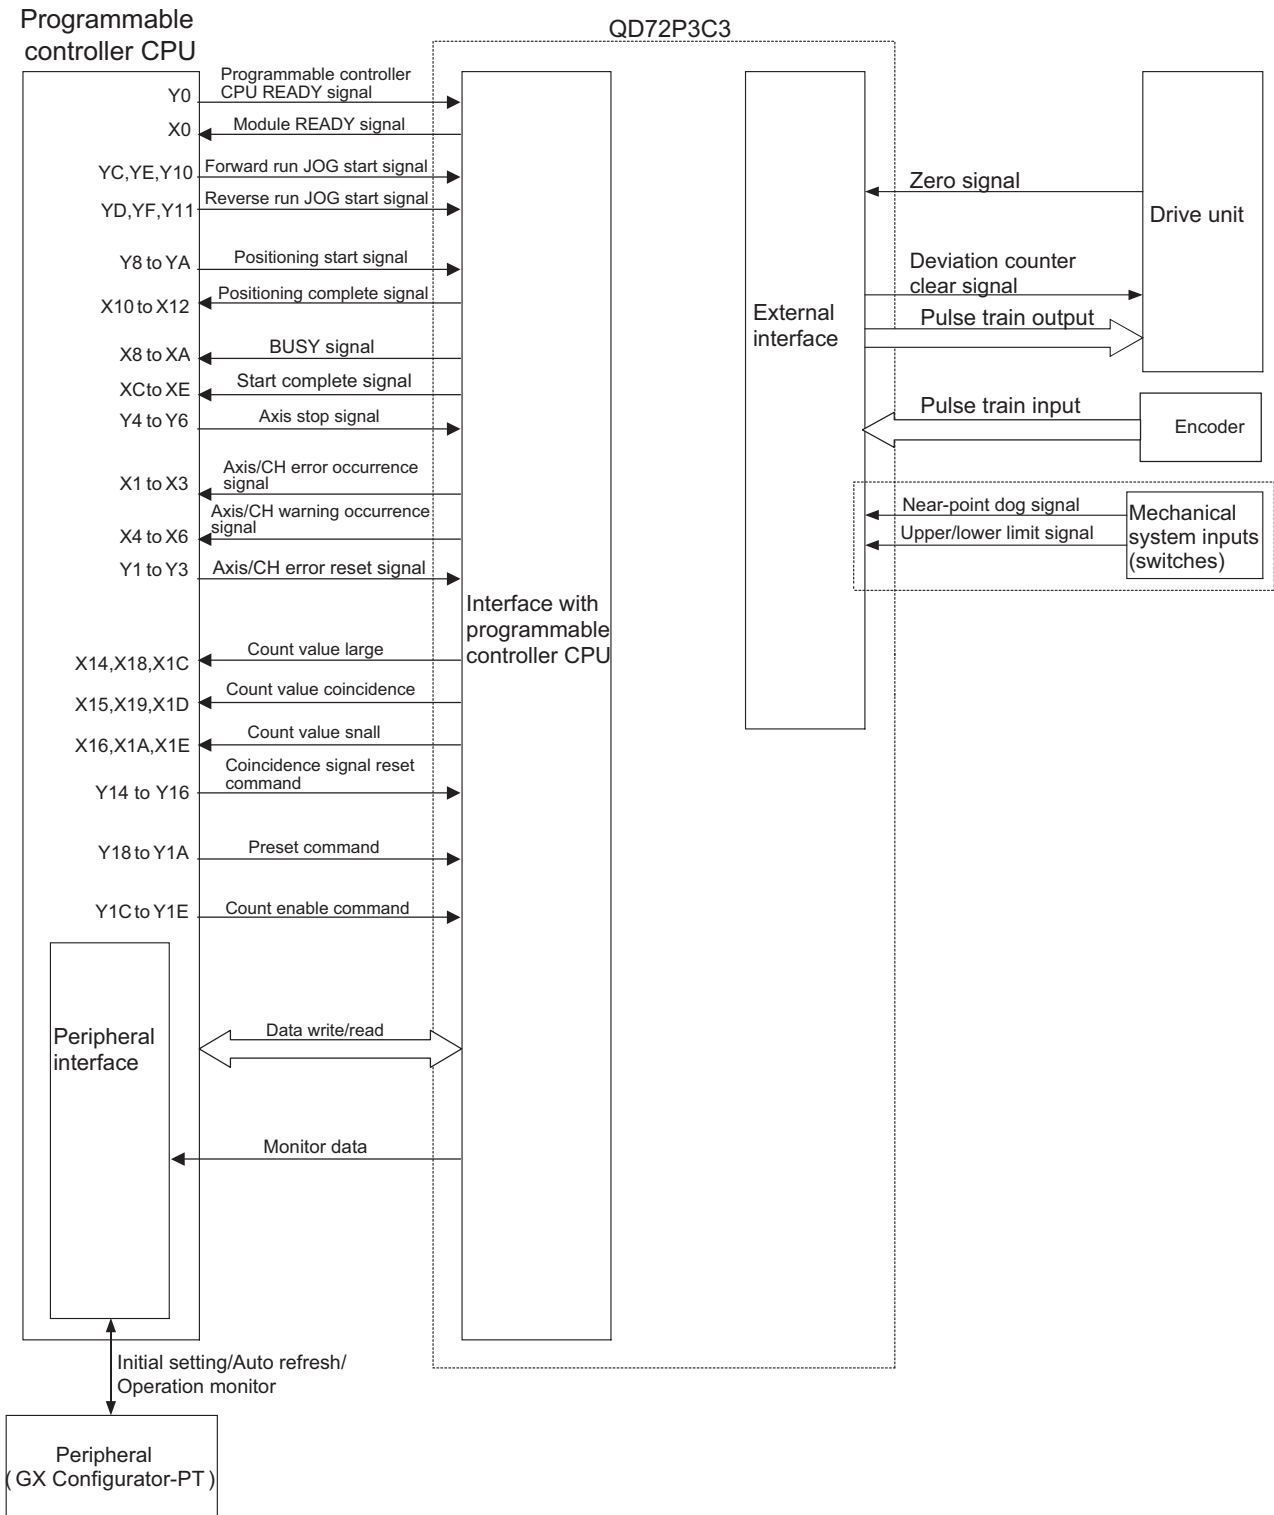 Programmable
controller CPU
QD72P3C3
Y0
Programmable controller
CPU READY signal
X0
Module READY signal
YC,YE,Y10
Forward run JOG start signal
YD,YF,Y11
Reverse run JOG start signal
Y8 to YA
Positioning start signal
X10 to X12
Positioning complete signal
X8 to XA
BUSY signal
XCto XE
Start complete signal
Y4 to Y6
Axis stop signal
X1 to X3
Axis/CH error occurrence
signal
X4 to X6
Axis/CH warning occurrence
signal
Y1 to Y3
Axis/CH error reset signal
Interface with
programmable
controller CPU
X14,X18,X1C
Count value large
X15,X19,X1D
Count value coincidence
X16,X1A,X1E
Count value snall
Y14 to Y16
Coincidence signal reset
command
Y18 to Y1A
Preset command
Y1C to Y1E
Count enable command
Peripheral
interface
Data write/read
Monitor data
Initial setting/Auto refresh/
Operation monitor
Peripheral
(GX Configurator-PT)
External
interface
Zero signal
Drive unit
Deviation counter
clear signal
Pulse train output
Pulse train input
Encoder
Near-point dog signal
Upper/lower limit signal
Mechanical
system inputs
(switches)